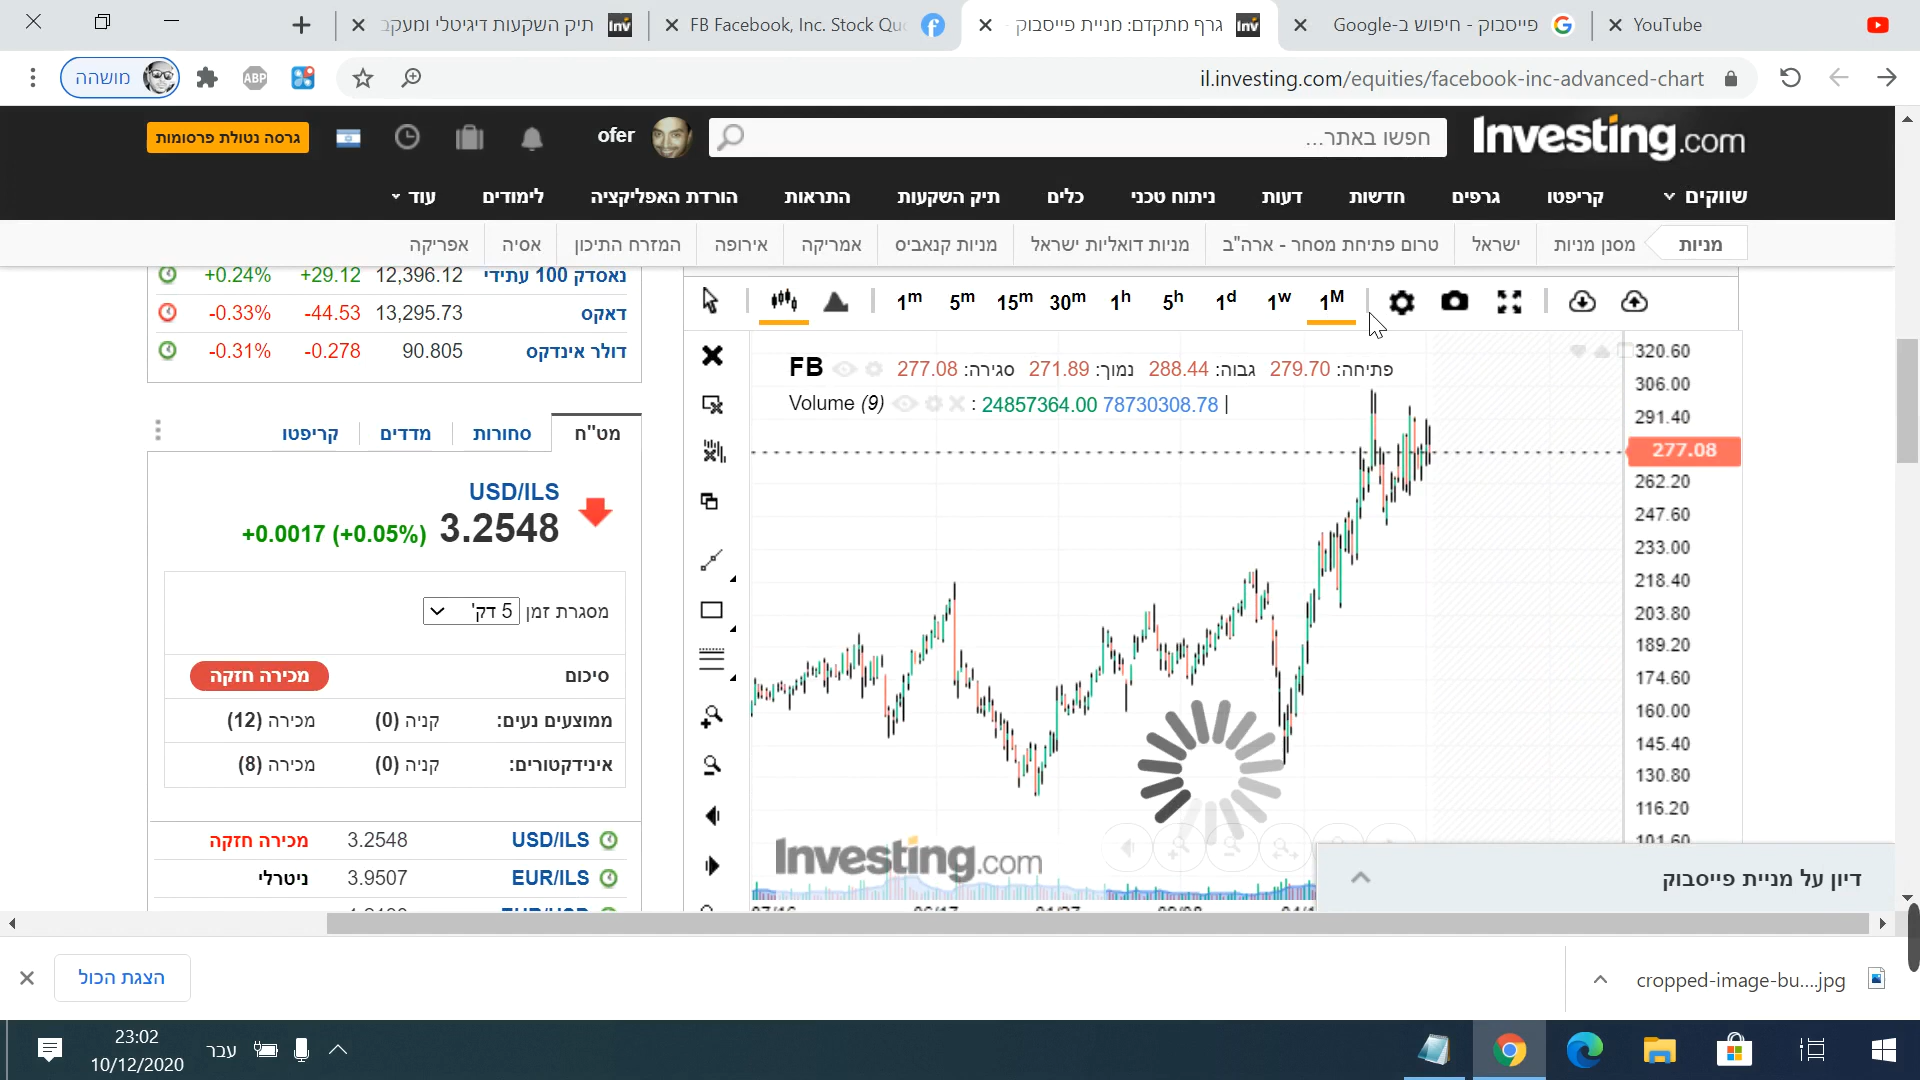 YouTube
פייסבוק - חיפוש ב-Google
גרף מתקדם: מניית פייסבוק
FB Facebook, Inc. Stock Quo
תיק השקעות דיגיטלי ומעקב
il.investing.com/equities/facebook-inc-advanced-chart
ABP
מושהה
Investing.com
חפשו באתר...
ofer
גרסה נטולת פרסומות
שווקים
קריפטו
גרפים
חדשות
דעות
ניתוח טכני
כלים
תיק השקעות
התראות
הורדת האפליקציה
לימודים
עוד
מניות
מסנן מניות
ישראל
טרום פתיחת מסחר - ארה"ב
מניות דואליות ישראל
מניות קנאביס
אמריקה
אירופה
המזרח התיכון
אסיה
אפריקה
נאסדק 100 עתידי 12,396.12 +29.12 +0.24%
דאקס 13,295.73 -44.53 -0.33%
דולר אינדקס 90.805 -0.278 -0.31%
מט"ח
סחורות
מדדים
קריפטו
USD/ILS
3.2548
+0.0017 (+0.05%)
מסגרת זמן 5 דק'
סיכום מכירה חזקה
ממוצעים נעים: קניה (0) מכירה (12)
אינידקטורים: קניה (0) מכירה (8)
USD/ILS 3.2548 מכירה חזקה
EUR/ILS 3.9507 ניטרלי
1m 5m 15m 30m 1h 5h 1d 1w 1M
FB פתיחה: 279.70 גבוה: 288.44 נמוך: 271.89 סגירה: 277.08
Volume (9) : 24857364.00 78730308.78
320.60
306.00
291.40
277.08
262.20
247.60
233.00
218.40
203.80
189.20
174.60
160.00
145.40
130.80
116.20
101.60
Investing.com
דיון על מניית פייסבוק
הצגת הכול
cropped-image-bu....jpg
עבר
23:02
10/12/2020